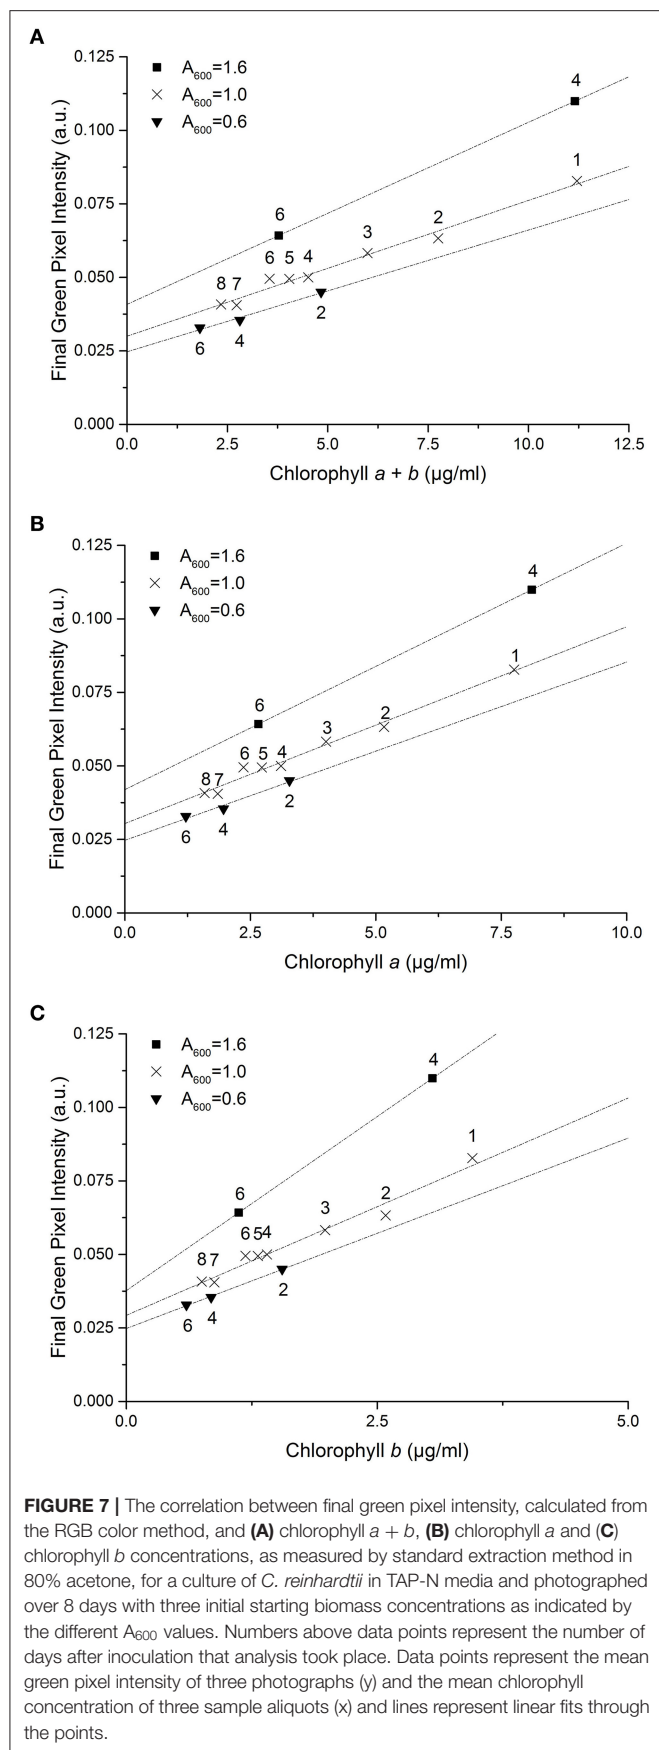 A
A600=1.6
A600=1.0
A600=0.6
Final Green Pixel Intensity (a.u.)
0.125
0.100
0.075
0.050
0.025
0.000
4
1
6
2
3
6 5 4
8 7
2
6 4
0.0 2.5 5.0 7.5 10.0 12.5
Chlorophyll a + b (µg/ml)
B
A600=1.6
A600=1.0
A600=0.6
Final Green Pixel Intensity (a.u.)
0.125
0.100
0.075
0.050
0.025
0.000
4
1
6
2
3
6 5 4
8 7
2
6 4
0.0 2.5 5.0 7.5 10.0
Chlorophyll a (µg/ml)
C
A600=1.6
A600=1.0
A600=0.6
Final Green Pixel Intensity (a.u.)
0.125
0.100
0.075
0.050
0.025
0.000
4
1
6
2
3
6 5 4
8 7
2
6 4
0.0 2.5 5.0
Chlorophyll b (µg/ml)
FIGURE 7 | The correlation between final green pixel intensity, calculated from
the RGB color method, and (A) chlorophyll a + b, (B) chlorophyll a and (C)
chlorophyll b concentrations, as measured by standard extraction method in
80% acetone, for a culture of C. reinhardtii in TAP-N media and photographed
over 8 days with three initial starting biomass concentrations as indicated by
the different A600 values. Numbers above data points represent the number of
days after inoculation that analysis took place. Data points represent the mean
green pixel intensity of three photographs (y) and the mean chlorophyll
concentration of three sample aliquots (x) and lines represent linear fits through
the points.